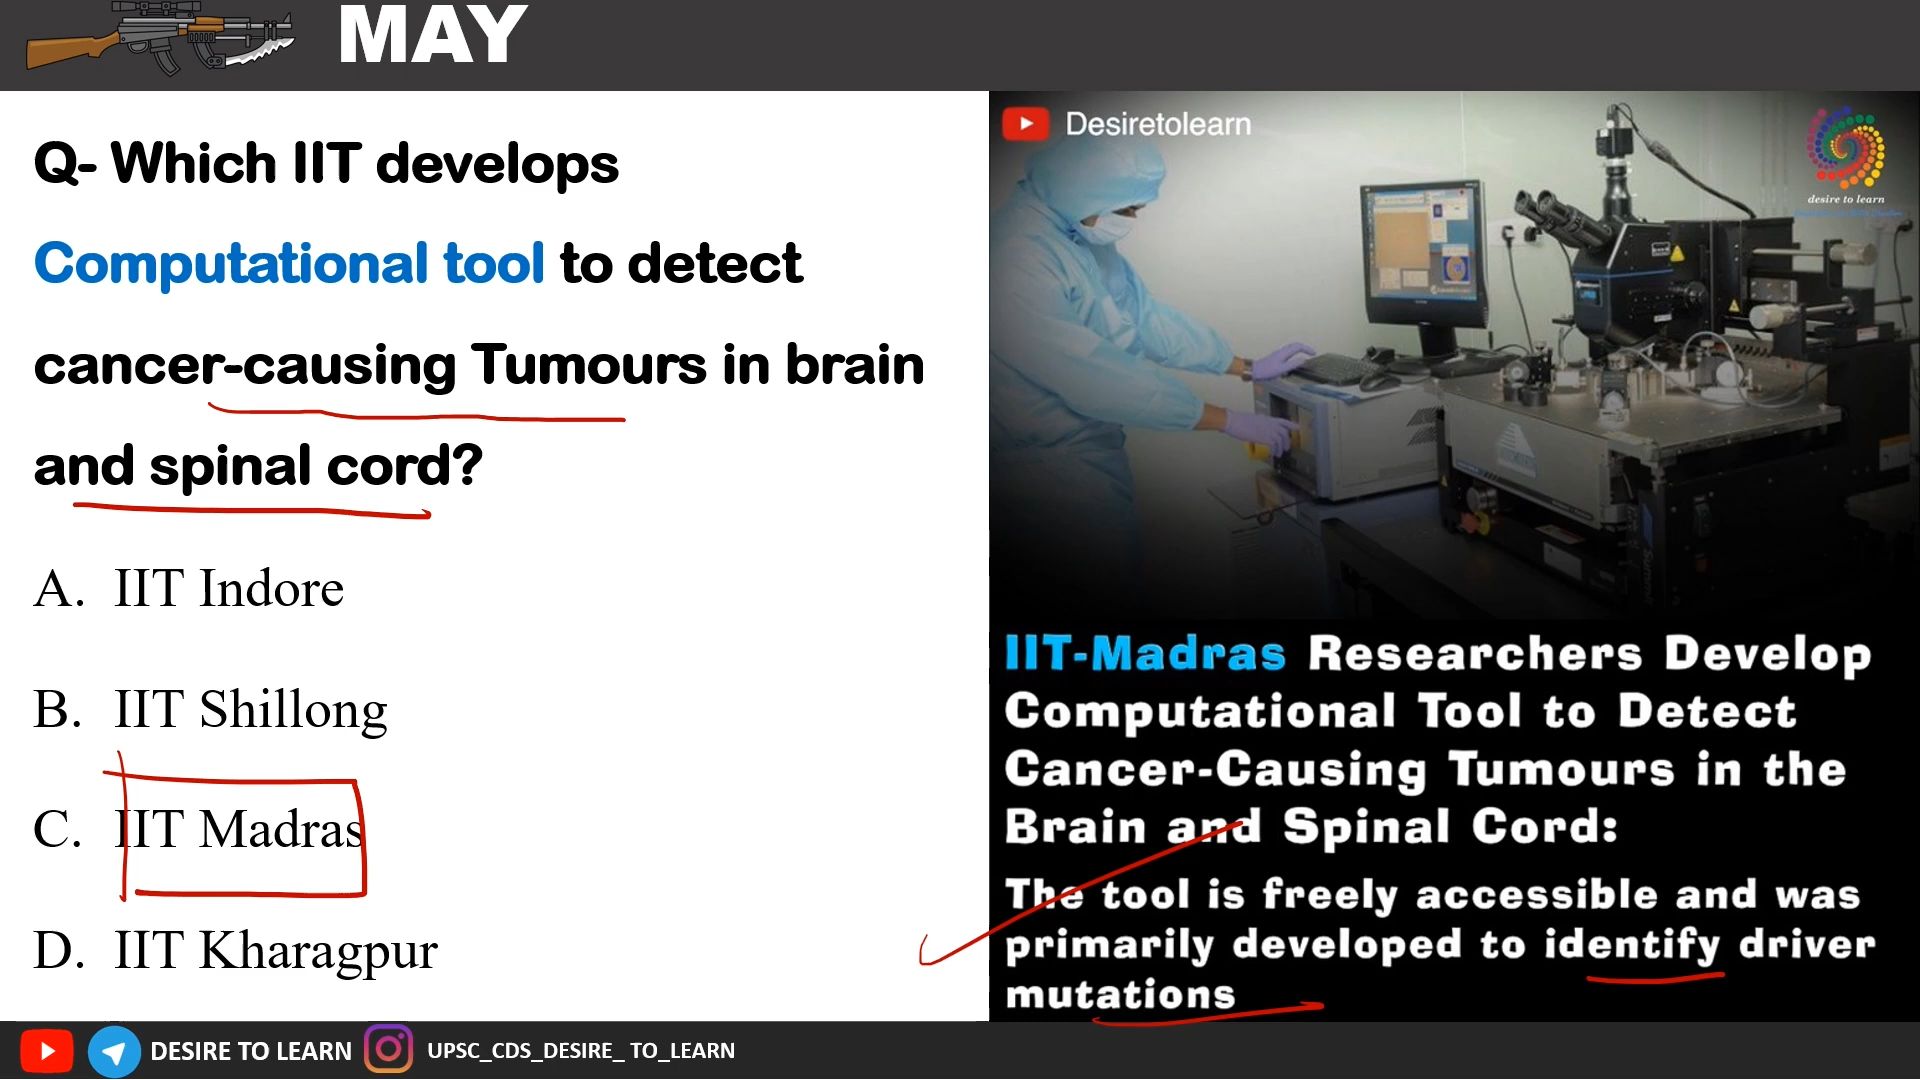 MAY
Q- Which IIT develops
Computational tool to detect
cancer-causing Tumours in brain
and spinal cord?
A. IIT Indore
B. IIT Shillong
C. IIT Madras
D. IIT Kharagpur
Desiretolearn
desire to learn
IIT-Madras Researchers Develop
Computational Tool to Detect
Cancer-Causing Tumours in the
Brain and Spinal Cord:
The tool is freely accessible and was
primarily developed to identify driver
mutations
DESIRE TO LEARN
UPSC_CDS_DESIRE_ TO_LEARN